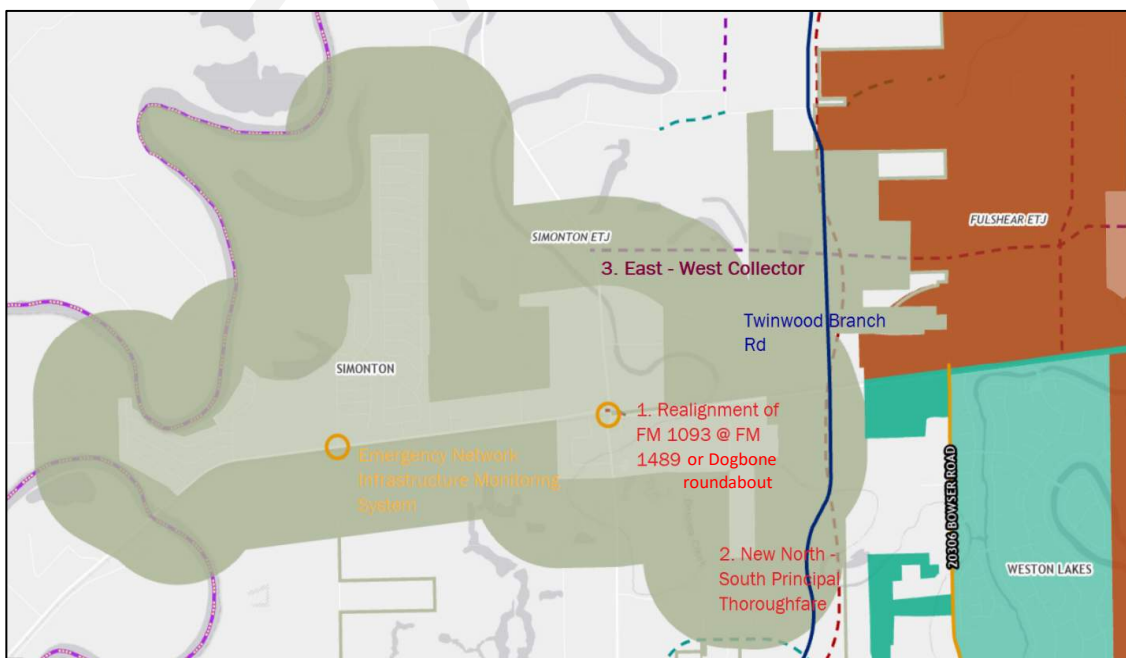 FULSHEAR ETJ
SIMONTON ETJ
3. East - West Collector
Twinwood Branch
Rd
SIMONTON
1. Realignment of
FM 1093 @ FM
1489 or Dogbone
roundabout
Emergency Network
Infrastructure Monitoring
System
20306 BOWSER ROAD
2. New North -
South Principal
Thoroughfare
WESTON LAKES